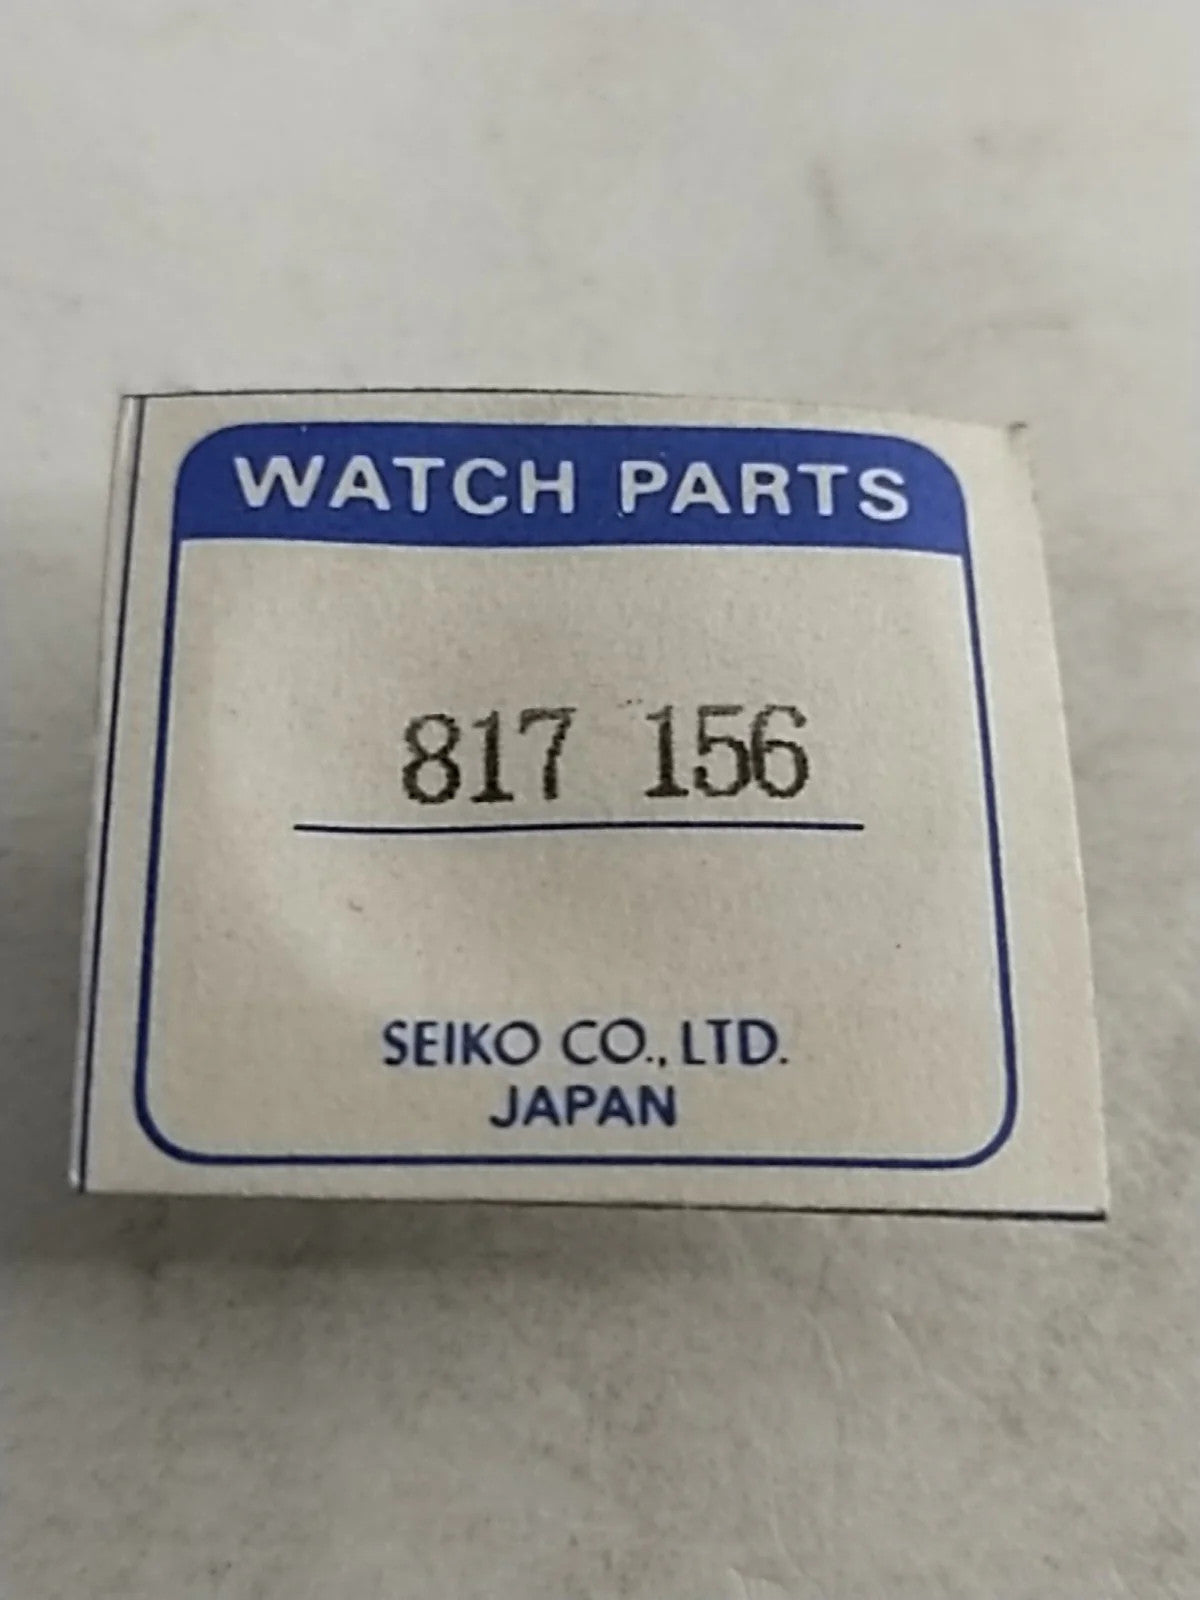 WATCH PARTS
817 156
SEIKO CO., LTD.
JAPAN